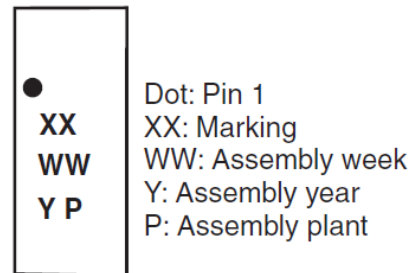 XX
WW
Y P
Dot: Pin 1
XX: Marking
WW: Assembly week
Y: Assembly year
P: Assembly plant